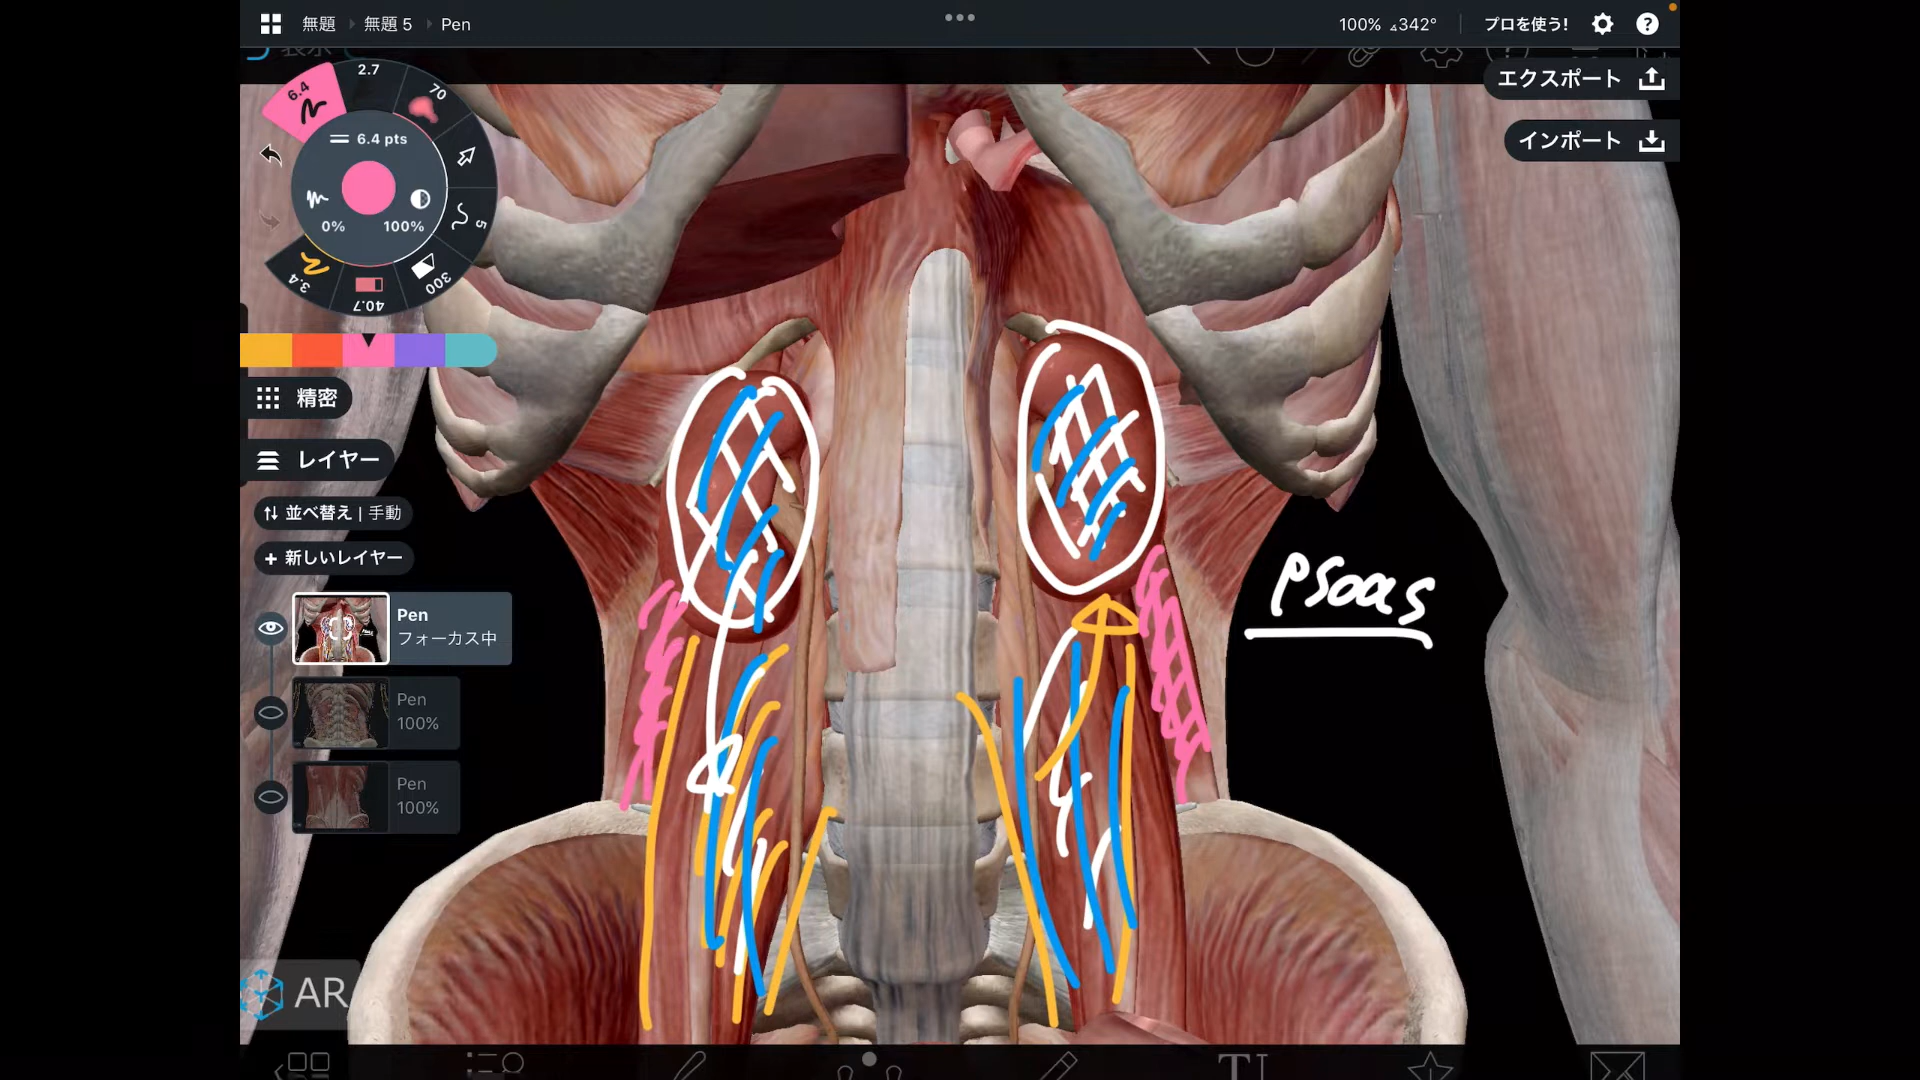 無題 無題 5 Pen
100% 342° プロを使う!
表示
エクスポート
インポート
2.7
6.4
70
6.4 pts
0% 100%
5
300
40.7
3.4
精密
レイヤー
並べ替え | 手動
+ 新しいレイヤー
Pen
フォーカス中
Pen
100%
Pen
100%
psoas
AR